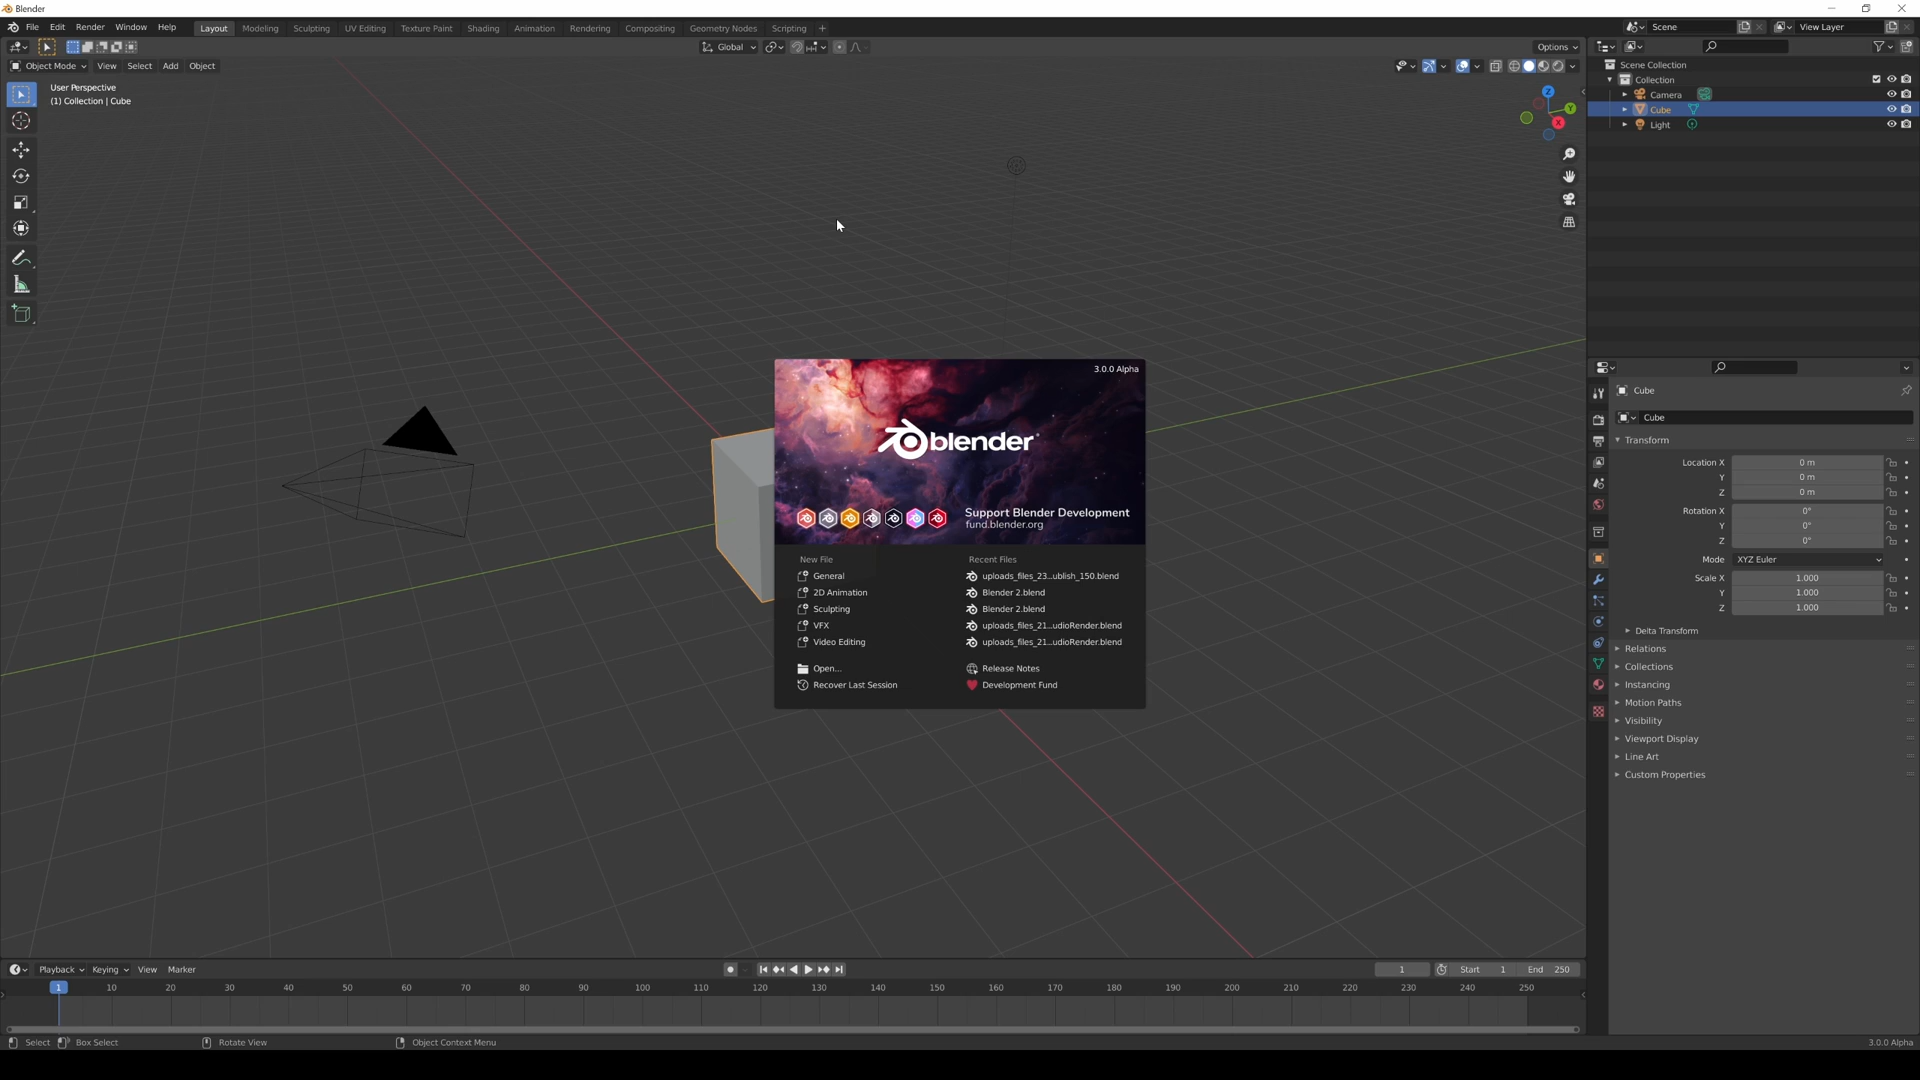 Blender
File Edit Render Window Help Layout Modeling Sculpting UV Editing Texture Paint Shading Animation Rendering Compositing Geometry Nodes Scripting + Scene View Layer
Global Options
Object Mode View Select Add Object
User Perspective
(1) Collection | Cube
Z
Y
X
Scene Collection
Collection
Camera
Cube
Light
3.0.0 Alpha
blender
Support Blender Development
fund.blender.org
New File
General
2D Animation
Sculpting
VFX
Video Editing
Open...
Recover Last Session
Recent Files
uploads_files_23...ublish_150.blend
Blender 2.blend
Blender 2.blend
uploads_files_21...udioRender.blend
uploads_files_21...udioRender.blend
Release Notes
Development Fund
Cube
Cube
Transform
Location X 0 m
Y 0 m
Z 0 m
Rotation X 0°
Y 0°
Z 0°
Mode XYZ Euler
Scale X 1.000
Y 1.000
Z 1.000
Delta Transform
Relations
Collections
Instancing
Motion Paths
Visibility
Viewport Display
Line Art
Custom Properties
Playback Keying View Marker 1 Start 1 End 250
1 10 20 30 40 50 60 70 80 90 100 110 120 130 140 150 160 170 180 190 200 210 220 230 240 250
Select Box Select Rotate View Object Context Menu 3.0.0 Alpha